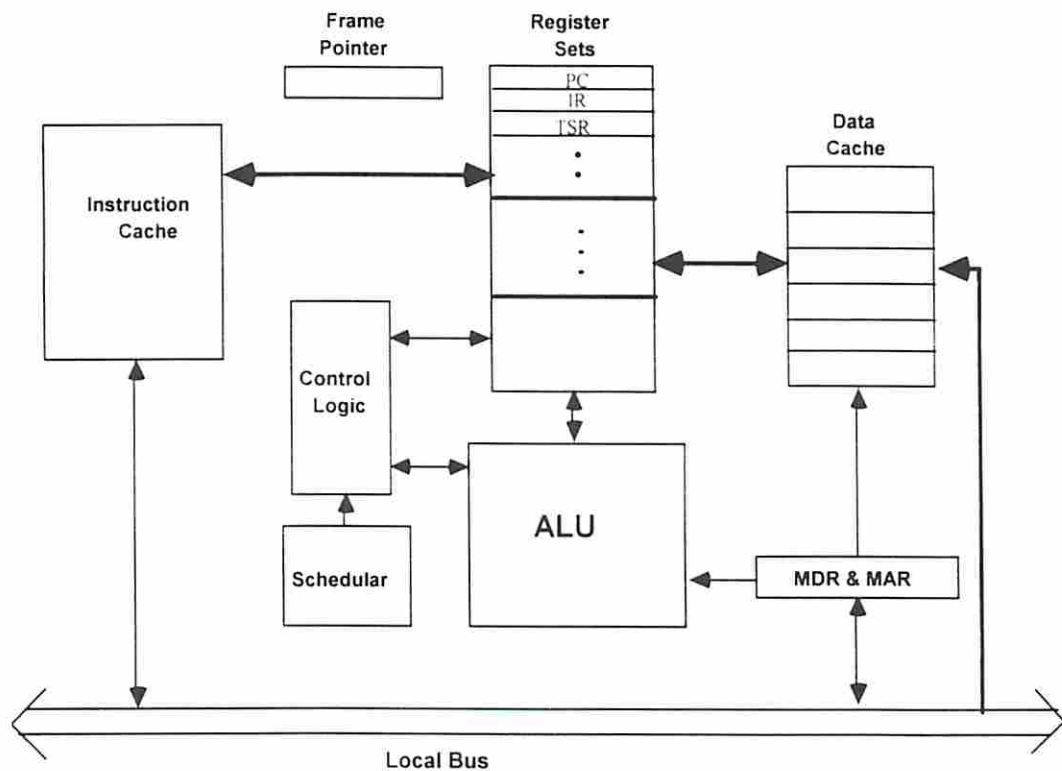 Frame
Pointer
Register
Sets
PC
IR
TSR
Data
Cache
Instruction
Cache
Control
Logic
ALU
Schedular
MDR & MAR
Local Bus